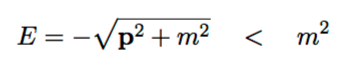 E = −√(𝐩² + m²) < m²